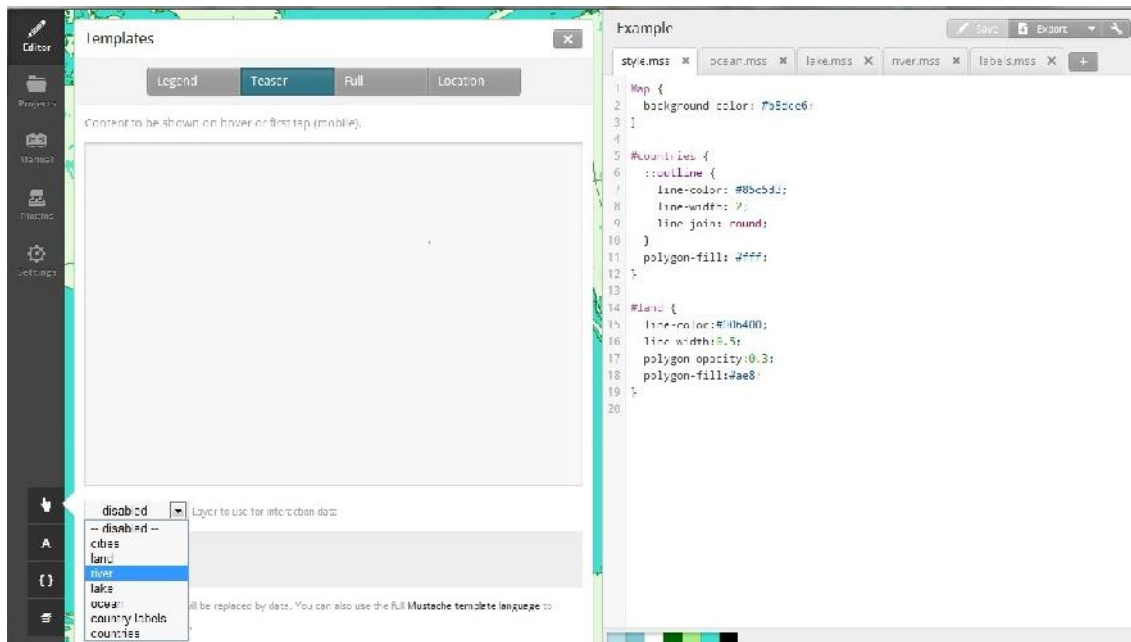 Editor
Projects
Manual
Plugins
Settings
A
{}
Templates
Legend
Teaser
Full
Location
Content to be shown on hover or first tap (mobile).
disabled
Layer to use for interaction data
-- disabled --
cities
land
river
lake
ocean
country labels
countries
will be replaced by data. You can also use the full Mustache template language to
Example
Save
Export
style.mss
ocean.mss
lake.mss
river.mss
labels.mss
+
1 Map {
2 background-color: #b8dee6;
3 }
4
5 #countries {
6 ::outline {
7 line-color: #85c5d3;
8 line-width: 2;
9 line-join: round;
10 }
11 polygon-fill: #fff;
12 }
13
14 #land {
15 line-color:#00b400;
16 line-width:0.5;
17 polygon-opacity:0.3;
18 polygon-fill:#ae8;
19 }
20